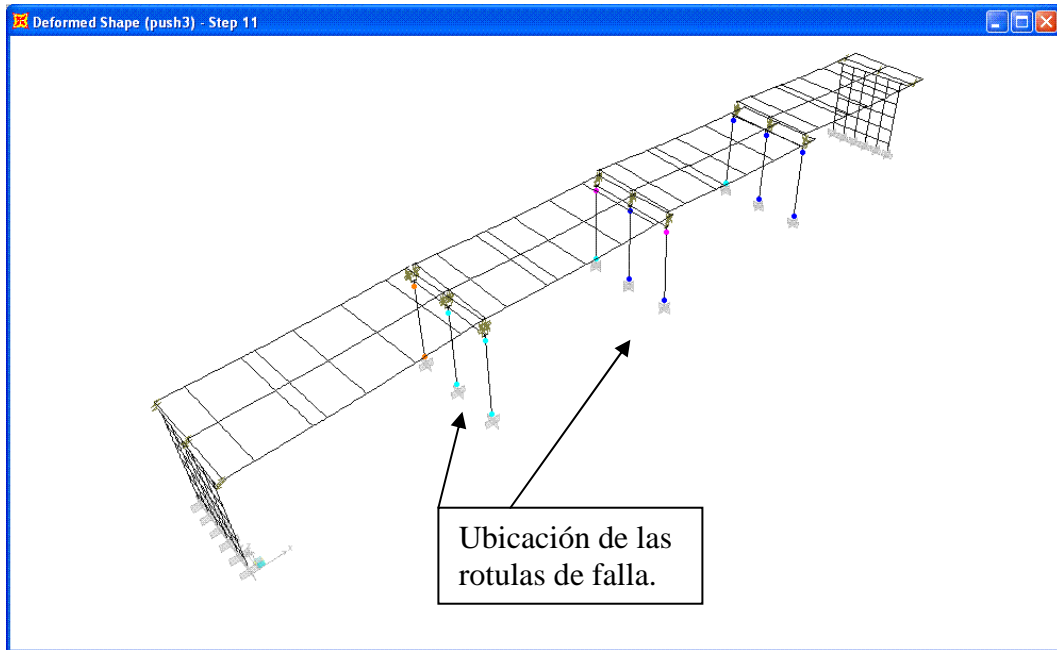 Deformed Shape (push3) - Step 11
Ubicación de las
rotulas de falla.